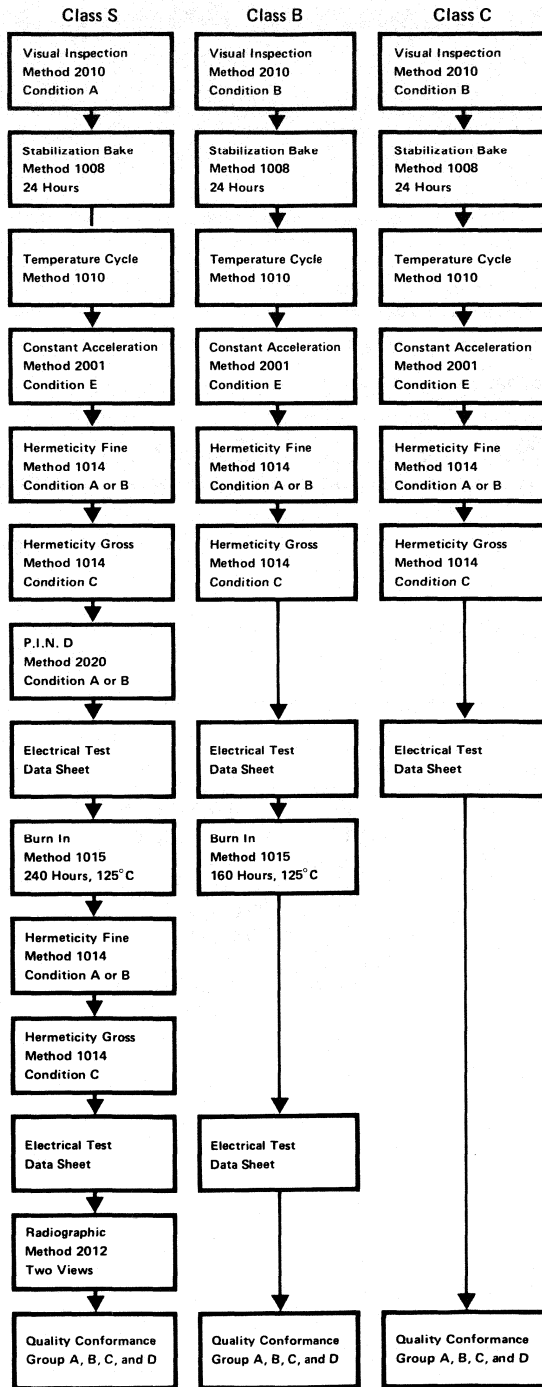 Class S
Visual Inspection
Method 2010
Condition A
Stabilization Bake
Method 1008
24 Hours
Temperature Cycle
Method 1010
Constant Acceleration
Method 2001
Condition E
Hermeticity Fine
Method 1014
Condition A or B
Hermeticity Gross
Method 1014
Condition C
P.I.N. D
Method 2020
Condition A or B
Electrical Test
Data Sheet
Burn In
Method 1015
240 Hours, 125°C
Hermeticity Fine
Method 1014
Condition A or B
Hermeticity Gross
Method 1014
Condition C
Electrical Test
Data Sheet
Radiographic
Method 2012
Two Views
Quality Conformance
Group A, B, C, and D
Class B
Visual Inspection
Method 2010
Condition B
Stabilization Bake
Method 1008
24 Hours
Temperature Cycle
Method 1010
Constant Acceleration
Method 2001
Condition E
Hermeticity Fine
Method 1014
Condition A or B
Hermeticity Gross
Method 1014
Condition C
Electrical Test
Data Sheet
Burn In
Method 1015
160 Hours, 125°C
Electrical Test
Data Sheet
Quality Conformance
Group A, B, C, and D
Class C
Visual Inspection
Method 2010
Condition B
Stabilization Bake
Method 1008
24 Hours
Temperature Cycle
Method 1010
Constant Acceleration
Method 2001
Condition E
Hermeticity Fine
Method 1014
Condition A or B
Hermeticity Gross
Method 1014
Condition C
Electrical Test
Data Sheet
Quality Conformance
Group A, B, C, and D